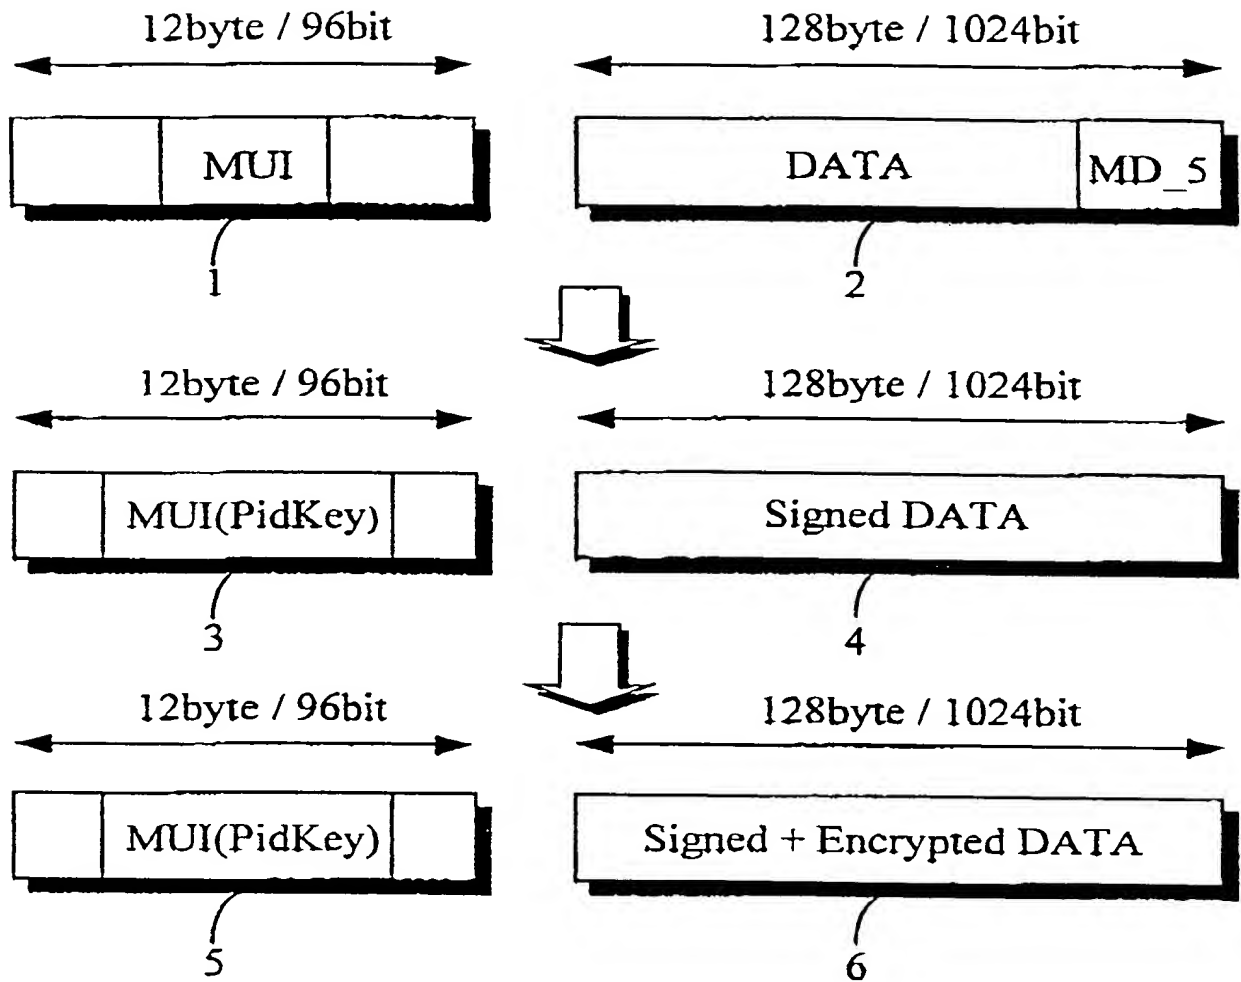 12byte / 96bit
128byte / 1024bit
MUI
DATA
MD_5
1
2
12byte / 96bit
128byte / 1024bit
MUI(PidKey)
Signed DATA
3
4
12byte / 96bit
128byte / 1024bit
MUI(PidKey)
Signed + Encrypted DATA
5
6